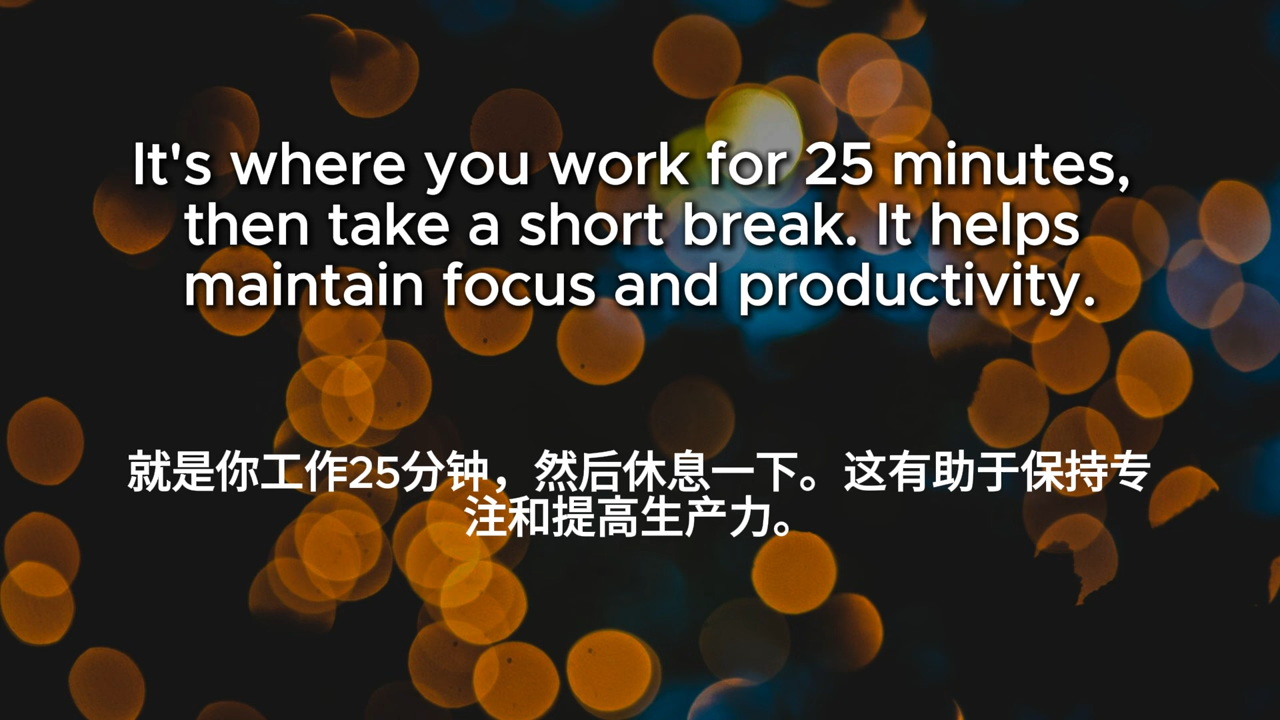 It's where you work for 25 minutes,
then take a short break. It helps
maintain focus and productivity.
就是你工作25分钟，然后休息一下。这有助于保持专
注和提高生产力。